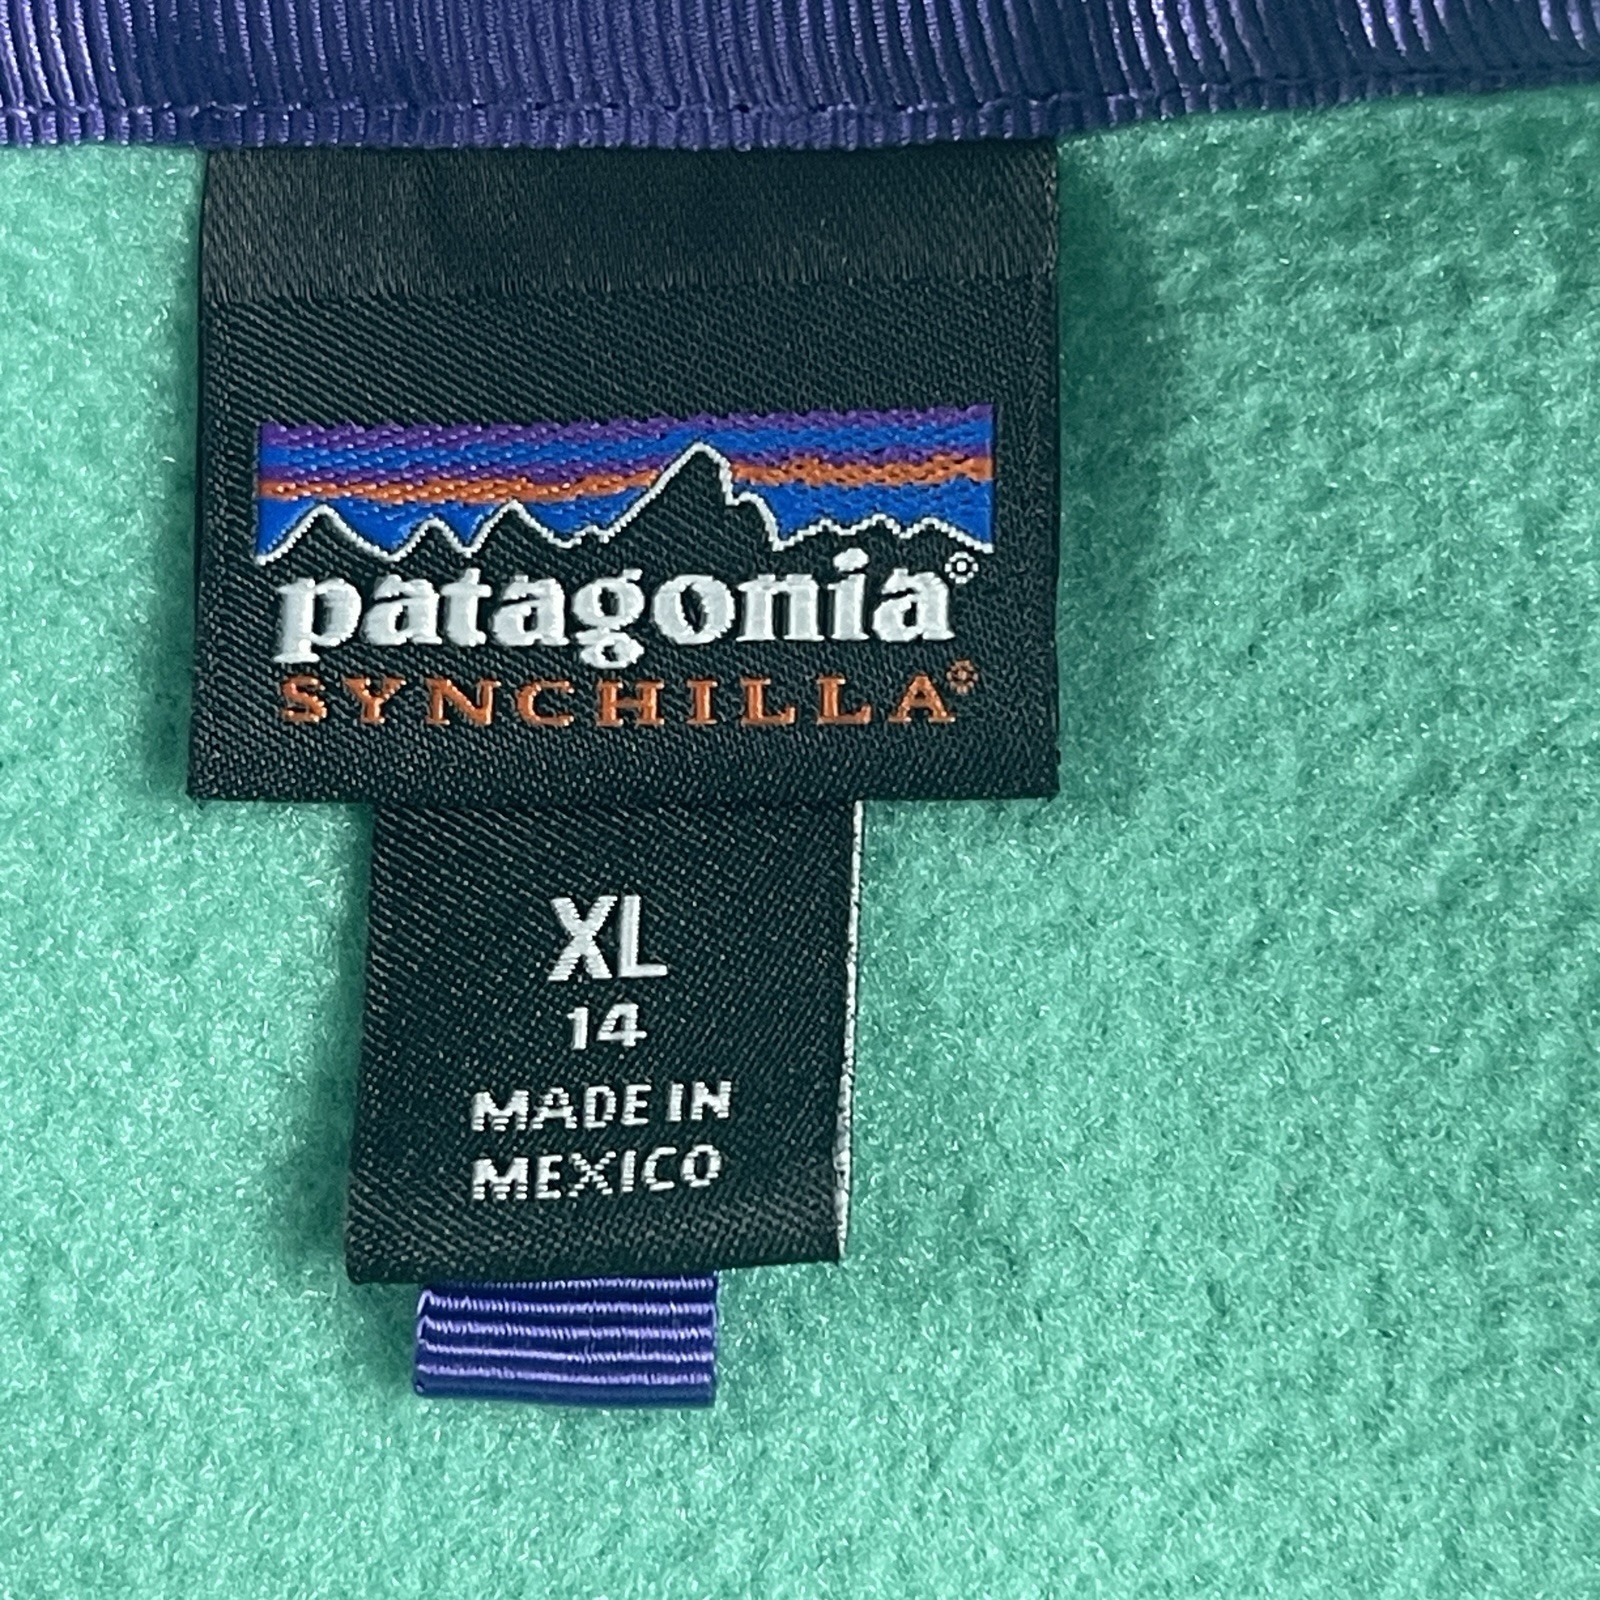 patagonia®
SYNCHILLA®
XL
14
MADE IN
MEXICO